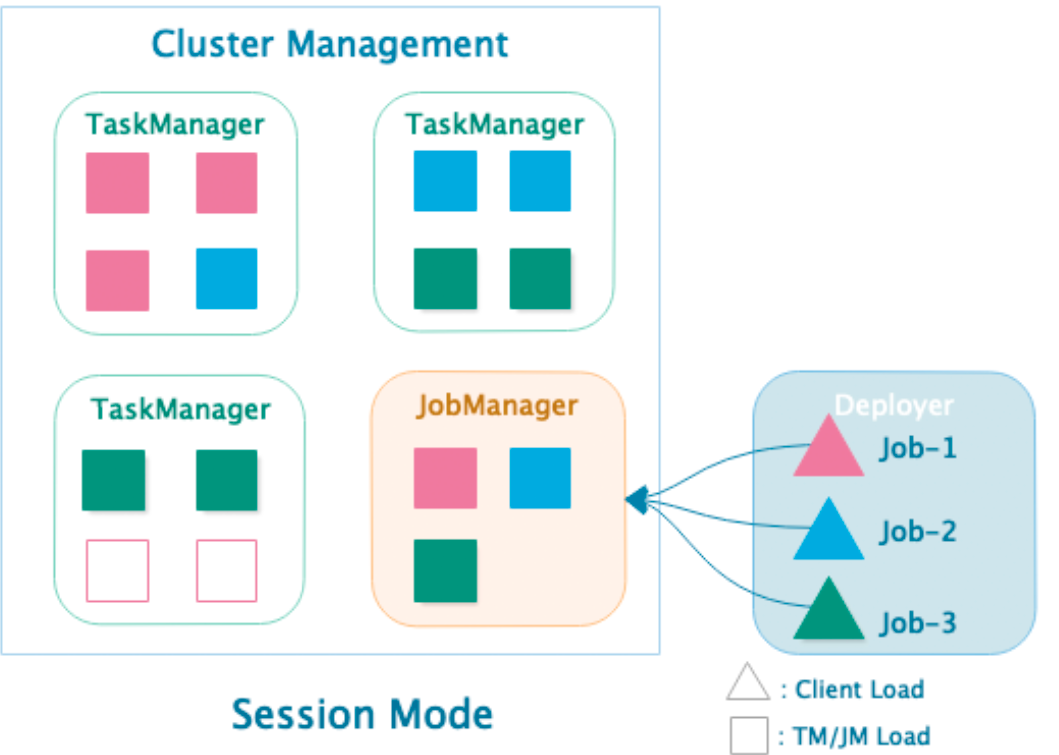 Cluster Management
TaskManager
TaskManager
TaskManager
JobManager
Deployer
Job-1
Job-2
Job-3
: Client Load
: TM/JM Load
Session Mode